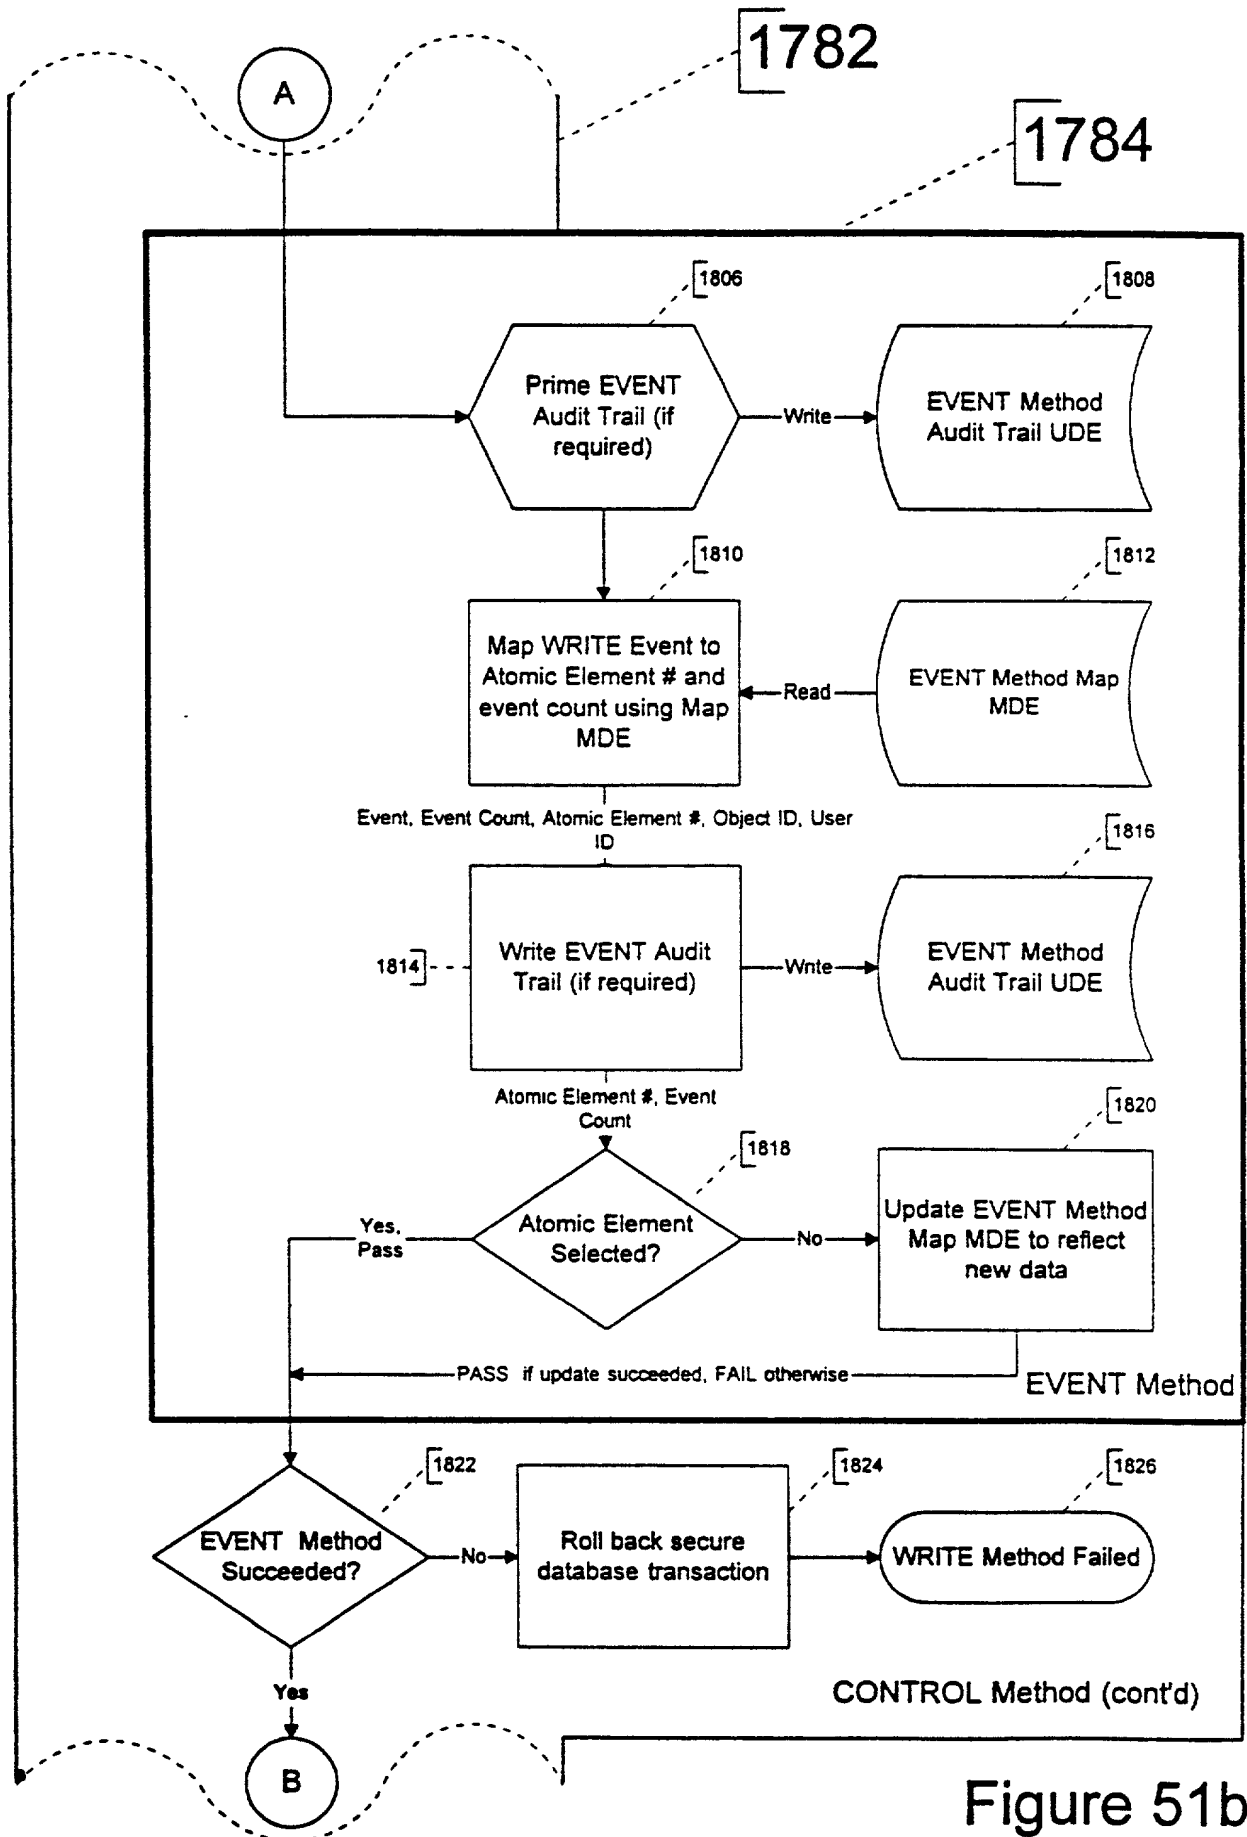 1782
A
1784
1806
1808
Prime EVENT
Audit Trail (if
required)
Write
EVENT Method
Audit Trail UDE
1810
1812
Map WRITE Event to
Atomic Element # and
event count using Map
MDE
Read
EVENT Method Map
MDE
Event, Event Count, Atomic Element #, Object ID, User
ID
1816
1814
Write EVENT Audit
Trail (if required)
Write
EVENT Method
Audit Trail UDE
Atomic Element #, Event
Count
1818
1820
Yes,
Pass
Atomic Element
Selected?
No
Update EVENT Method
Map MDE to reflect
new data
PASS if update succeeded, FAIL otherwise
EVENT Method
1822
1824
1826
EVENT Method
Succeeded?
No
Roll back secure
database transaction
WRITE Method Failed
Yes
CONTROL Method (cont'd)
B
Figure 51b